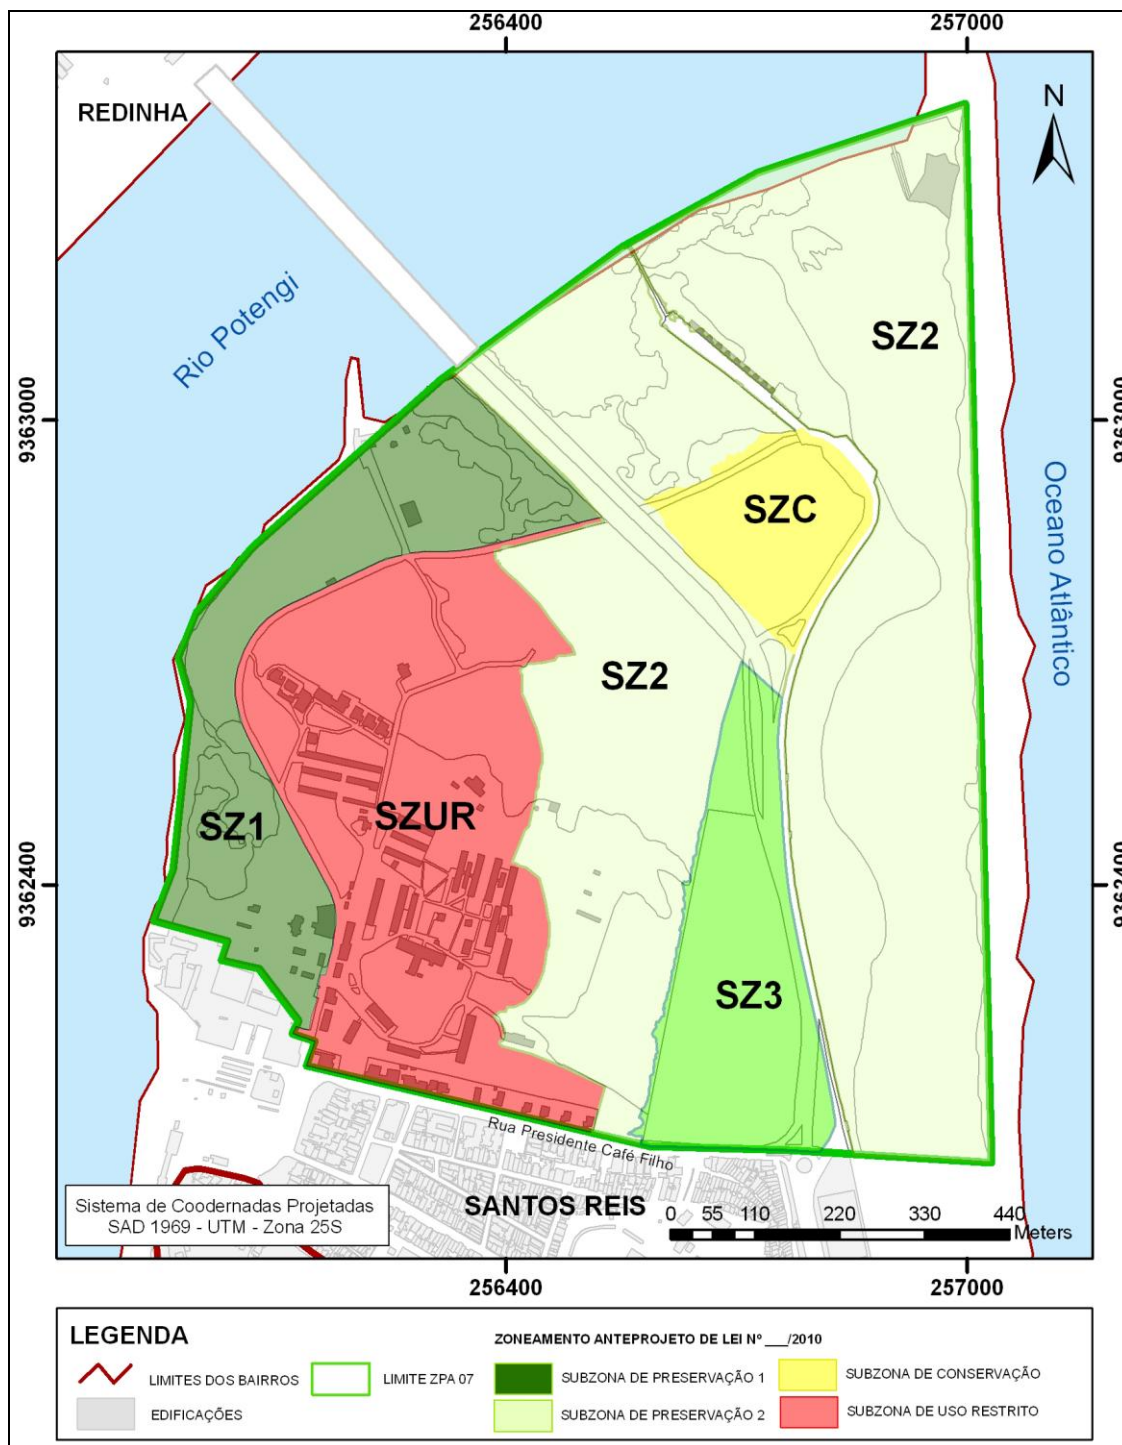 256400
257000
REDINHA
N
Rio Potengi
SZ2
9363000
9363000
SZC
Oceano Atlântico
SZ2
SZ1
SZUR
9362400
9362400
SZ3
Rua Presidente Café Filho
Sistema de Coodernadas Projetadas
SAD 1969 - UTM - Zona 25S
SANTOS REIS
0 55 110 220 330 440
Meters
256400
257000
LEGENDA
ZONEAMENTO ANTEPROJETO DE LEI Nº ___/2010
LIMITES DOS BAIRROS
LIMITE ZPA 07
SUBZONA DE PRESERVAÇÃO 1
SUBZONA DE CONSERVAÇÃO
EDIFICAÇÕES
SUBZONA DE PRESERVAÇÃO 2
SUBZONA DE USO RESTRITO